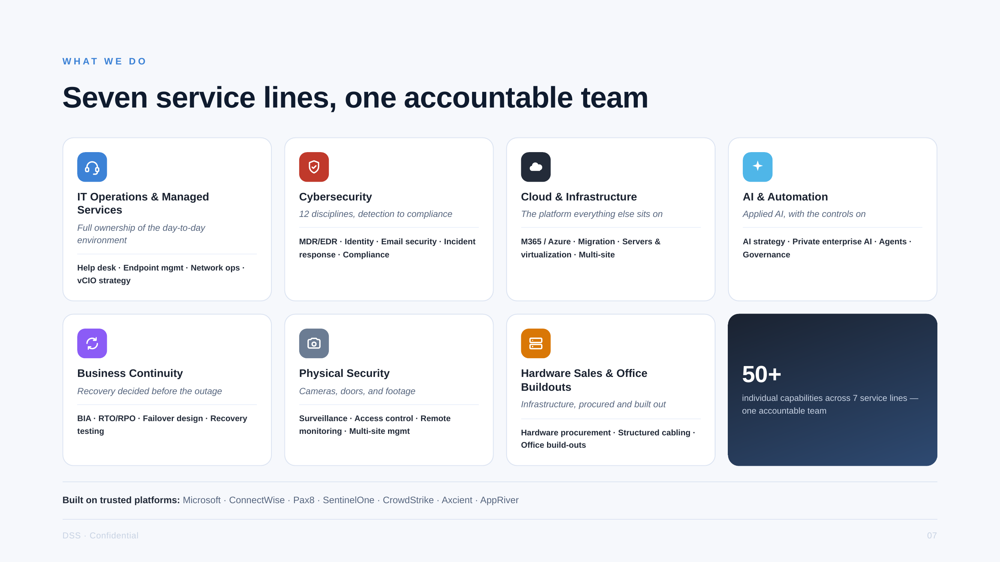 WHAT WE DO
Seven service lines, one accountable team
IT Operations & Managed
Services
Full ownership of the day-to-day
environment
Help desk · Endpoint mgmt · Network ops ·
vCIO strategy
Cybersecurity
12 disciplines, detection to compliance
MDR/EDR · Identity · Email security · Incident
response · Compliance
Cloud & Infrastructure
The platform everything else sits on
M365 / Azure · Migration · Servers &
virtualization · Multi-site
AI & Automation
Applied AI, with the controls on
AI strategy · Private enterprise AI · Agents ·
Governance
Business Continuity
Recovery decided before the outage
BIA · RTO/RPO · Failover design · Recovery
testing
Physical Security
Cameras, doors, and footage
Surveillance · Access control · Remote
monitoring · Multi-site mgmt
Hardware Sales & Office
Buildouts
Infrastructure, procured and built out
Hardware procurement · Structured cabling ·
Office build-outs
50+
individual capabilities across 7 service lines —
one accountable team
Built on trusted platforms: Microsoft · ConnectWise · Pax8 · SentinelOne · CrowdStrike · Axcient · AppRiver
DSS · Confidential
07